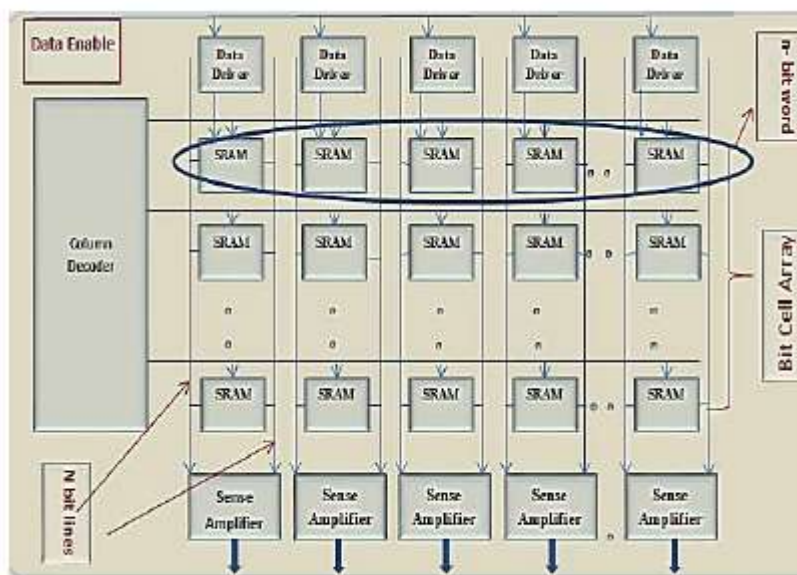 Data Enable
Data
Driver
Data
Driver
Data
Driver
Data
Driver
Data
Driver
n- bit word
SRAM
SRAM
SRAM
SRAM
SRAM
Column
Decoder
SRAM
SRAM
SRAM
SRAM
SRAM
Bit Cell Array
SRAM
SRAM
SRAM
SRAM
SRAM
N bit lines
Sense
Amplifier
Sense
Amplifier
Sense
Amplifier
Sense
Amplifier
Sense
Amplifier